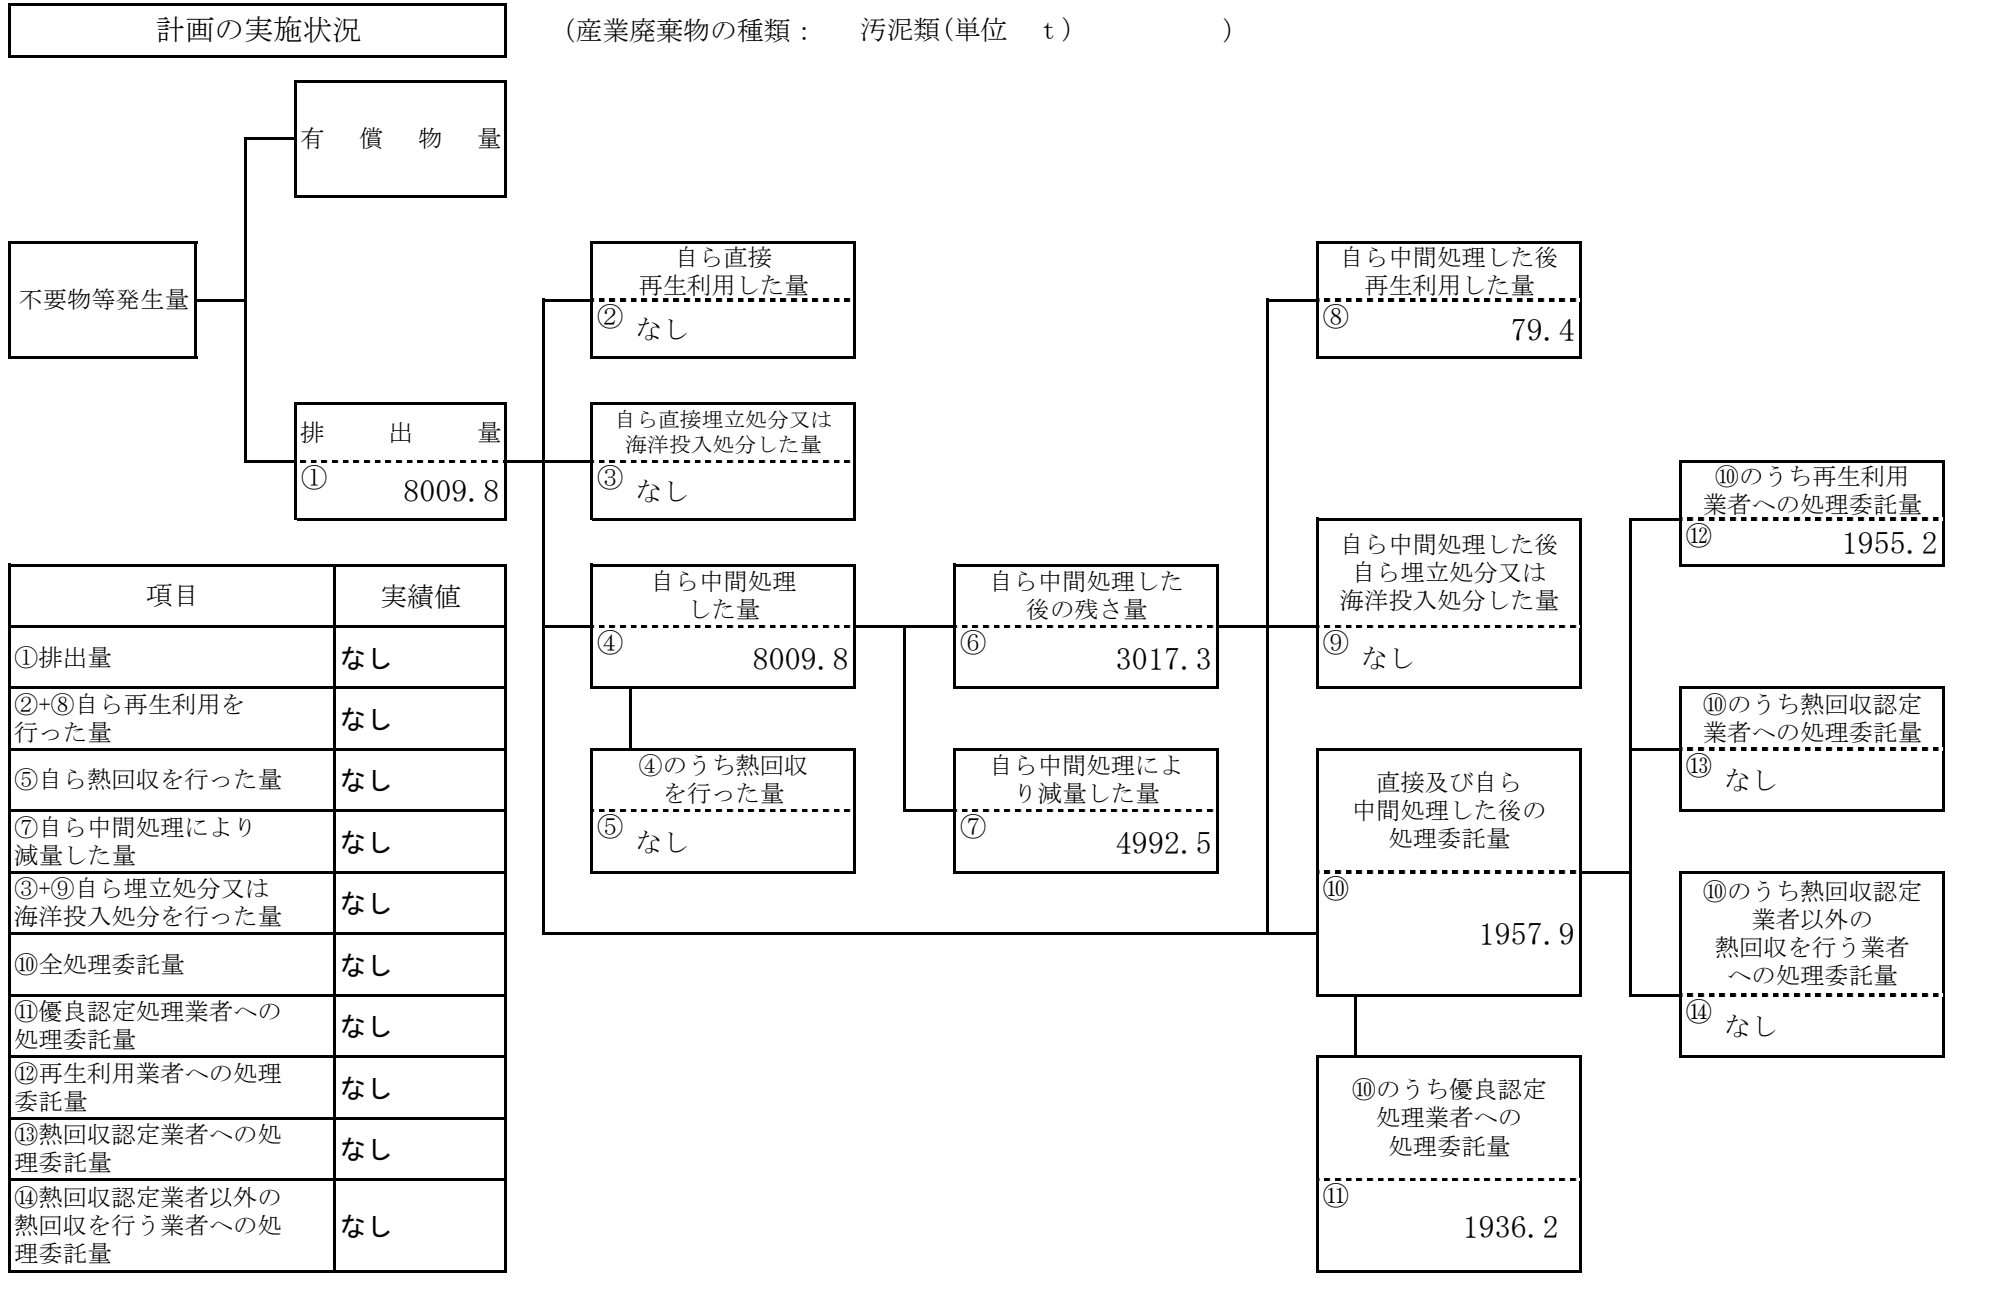 計画の実施状況
（産業廃棄物の種類： 汚泥類(単位 ｔ) ）
有償物量
不要物等発生量
排出量
①
8009.8
自ら直接
再生利用した量
②
なし
自ら直接埋立処分又は
海洋投入処分した量
③
なし
自ら中間処理
した量
④
8009.8
④のうち熱回収
を行った量
⑤
なし
自ら中間処理した
後の残さ量
⑥
3017.3
自ら中間処理によ
り減量した量
⑦
4992.5
自ら中間処理した後
再生利用した量
⑧
79.4
自ら中間処理した後
自ら埋立処分又は
海洋投入処分した量
⑨
なし
直接及び自ら
中間処理した後の
処理委託量
⑩
1957.9
⑩のうち優良認定
処理業者への
処理委託量
⑪
1936.2
⑩のうち再生利用
業者への処理委託量
⑫
1955.2
⑩のうち熱回収認定
業者への処理委託量
⑬
なし
⑩のうち熱回収認定
業者以外の
熱回収を行う業者
への処理委託量
⑭
なし
項目 実績値
①排出量 なし
②+⑧自ら再生利用を
行った量
なし
⑤自ら熱回収を行った量 なし
⑦自ら中間処理により
減量した量
なし
③+⑨自ら埋立処分又は
海洋投入処分を行った量
なし
⑩全処理委託量 なし
⑪優良認定処理業者への
処理委託量
なし
⑫再生利用業者への処理
委託量
なし
⑬熱回収認定業者への処
理委託量
なし
⑭熱回収認定業者以外の
熱回収を行う業者への処
理委託量
なし